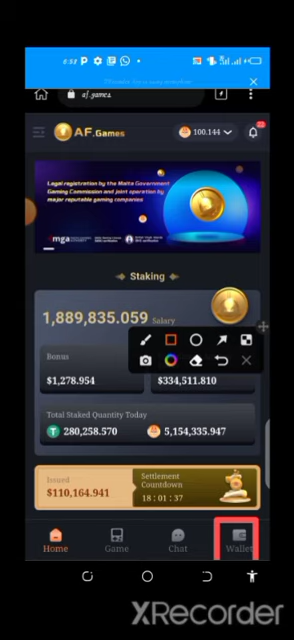 6:53
af.games
AF.Games
100.144
Legal registration by the Malta Government
Gaming Commission and joint operation by
major reputable gaming companies
mga
Staking
1,889,835.059 Salary
Bonus
$1,278.954
$334,511.810
Total Staked Quantity Today
280,258.570
5,154,335.947
Issued
$110,164.941
Settlement
Countdown
18 : 01 : 37
Home
Game
Chat
Wallet
XRecorder